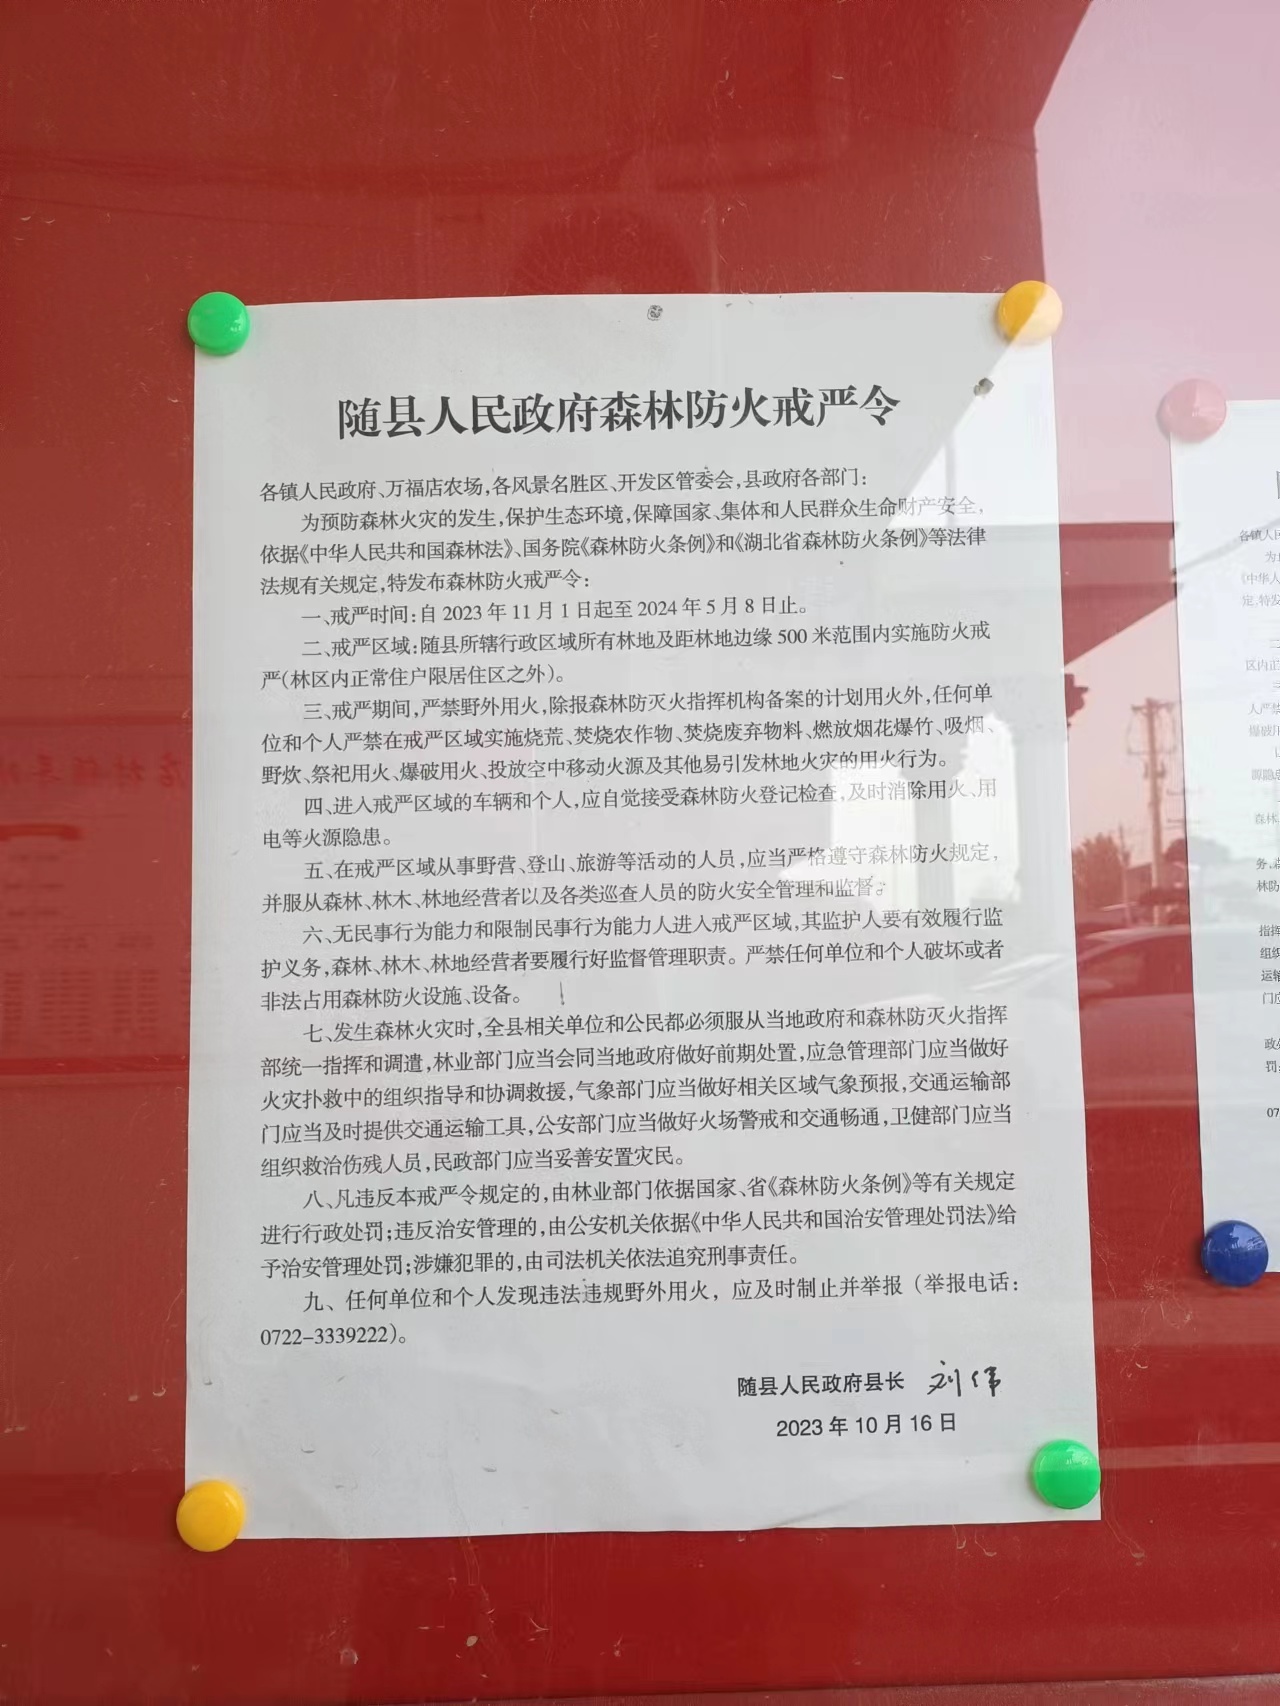 随县人民政府森林防火戒严令
各镇人民政府、万福店农场,各风景名胜区、开发区管委会,县政府各部门:
为预防森林火灾的发生,保护生态环境,保障国家、集体和人民群众生命财产安全,
依据《中华人民共和国森林法》、国务院《森林防火条例》和《湖北省森林防火条例》等法律
法规有关规定,特发布森林防火戒严令:
一、戒严时间:自2023年11月1日起至2024年5月8日止。
二、戒严区域:随县所辖行政区域所有林地及距林地边缘500米范围内实施防火戒
严(林区内正常住户限居住区之外)。
三、戒严期间,严禁野外用火,除报森林防灭火指挥机构备案的计划用火外,任何单
位和个人严禁在戒严区域实施烧荒、焚烧农作物、焚烧废弃物料、燃放烟花爆竹、吸烟、
野炊、祭祀用火、爆破用火、投放空中移动火源及其他易引发林地火灾的用火行为。
四、进入戒严区域的车辆和个人,应自觉接受森林防火登记检查,及时消除用火、用
电等火源隐患。
五、在戒严区域从事野营、登山、旅游等活动的人员,应当严格遵守森林防火规定,
并服从森林、林木、林地经营者以及各类巡查人员的防火安全管理和监督。
六、无民事行为能力和限制民事行为能力人进入戒严区域,其监护人要有效履行监
护义务,森林、林木、林地经营者要履行好监督管理职责。严禁任何单位和个人破坏或者
非法占用森林防火设施、设备。
七、发生森林火灾时,全县相关单位和公民都必须服从当地政府和森林防灭火指挥
部统一指挥和调遣,林业部门应当会同当地政府做好前期处置,应急管理部门应当做好
火灾扑救中的组织指导和协调救援,气象部门应当做好相关区域气象预报,交通运输部
门应当及时提供交通运输工具,公安部门应当做好火场警戒和交通畅通,卫健部门应当
组织救治伤残人员,民政部门应当妥善安置灾民。
八、凡违反本戒严令规定的,由林业部门依据国家、省《森林防火条例》等有关规定
进行行政处罚;违反治安管理的,由公安机关依据《中华人民共和国治安管理处罚法》给
予治安管理处罚;涉嫌犯罪的,由司法机关依法追究刑事责任。
九、任何单位和个人发现违法违规野外用火,应及时制止并举报(举报电话:
0722-3339222)。
随县人民政府县长 刘伟
2023年10月16日